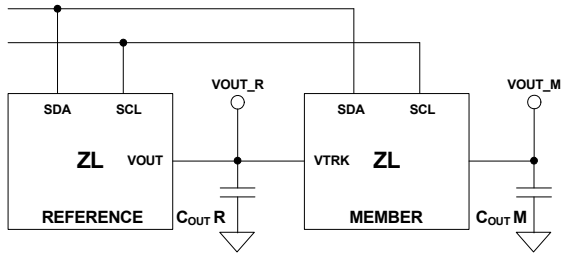 VOUT_R
VOUT_M
SDA SCL
SDA SCL
ZL VOUT
VTRK ZL
REFERENCE
COUT R
MEMBER
COUT M